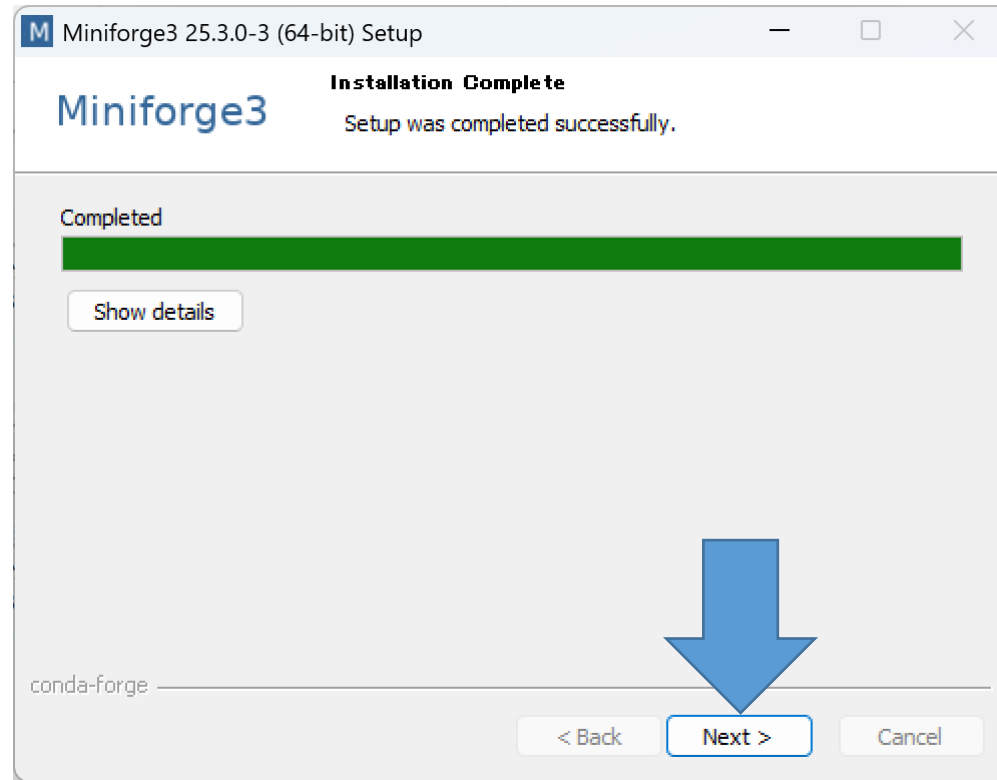 M Miniforge3 25.3.0-3 (64-bit) Setup
Miniforge3
Installation Complete
Setup was completed successfully.
Completed
Show details
conda-forge
< Back Next > Cancel